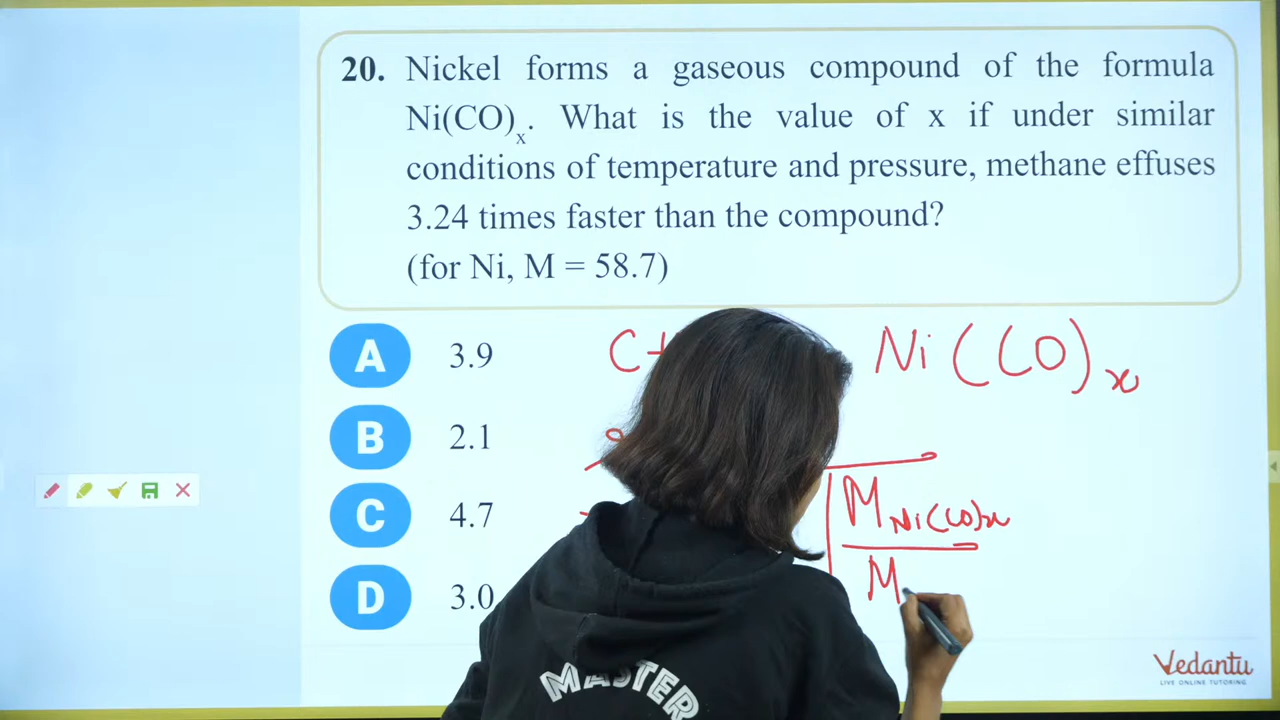 20. Nickel forms a gaseous compound of the formula
Ni(CO)x. What is the value of x if under similar
conditions of temperature and pressure, methane effuses
3.24 times faster than the compound?
(for Ni, M = 58.7)
A 3.9
B 2.1
C 4.7
D 3.0
C
Ni(CO)x
M Ni(CO)x
M
MASTER
Vedantu
LIVE ONLINE TUTORING